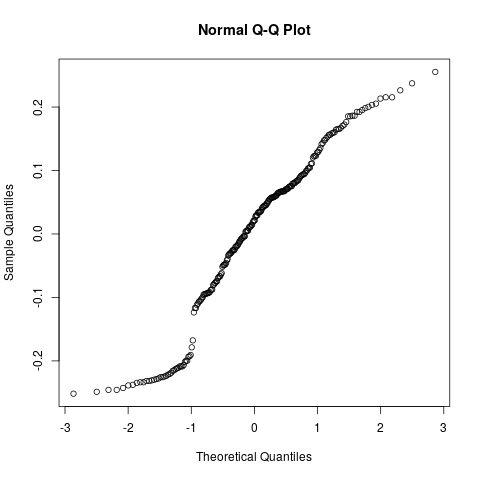 Normal Q-Q Plot
Sample Quantiles
0.2
0.1
0.0
-0.1
-0.2
-3 -2 -1 0 1 2 3
Theoretical Quantiles